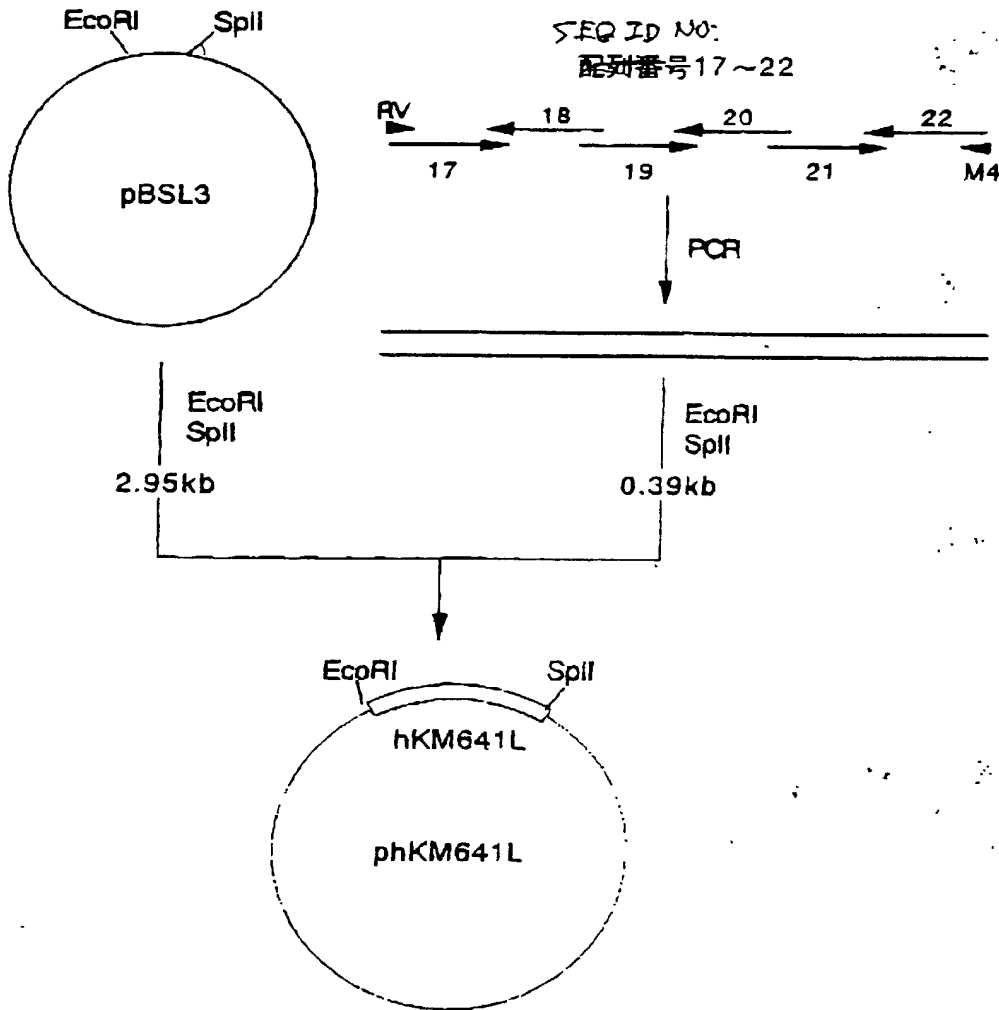 EcoRI
SplI
pBSL3
SEQ ID NO:
配列番号17~22
RV
18
20
22
17
19
21
M4
PCR
EcoRI
SplI
2.95kb
EcoRI
SplI
0.39kb
EcoRI
SplI
hKM641L
phKM641L